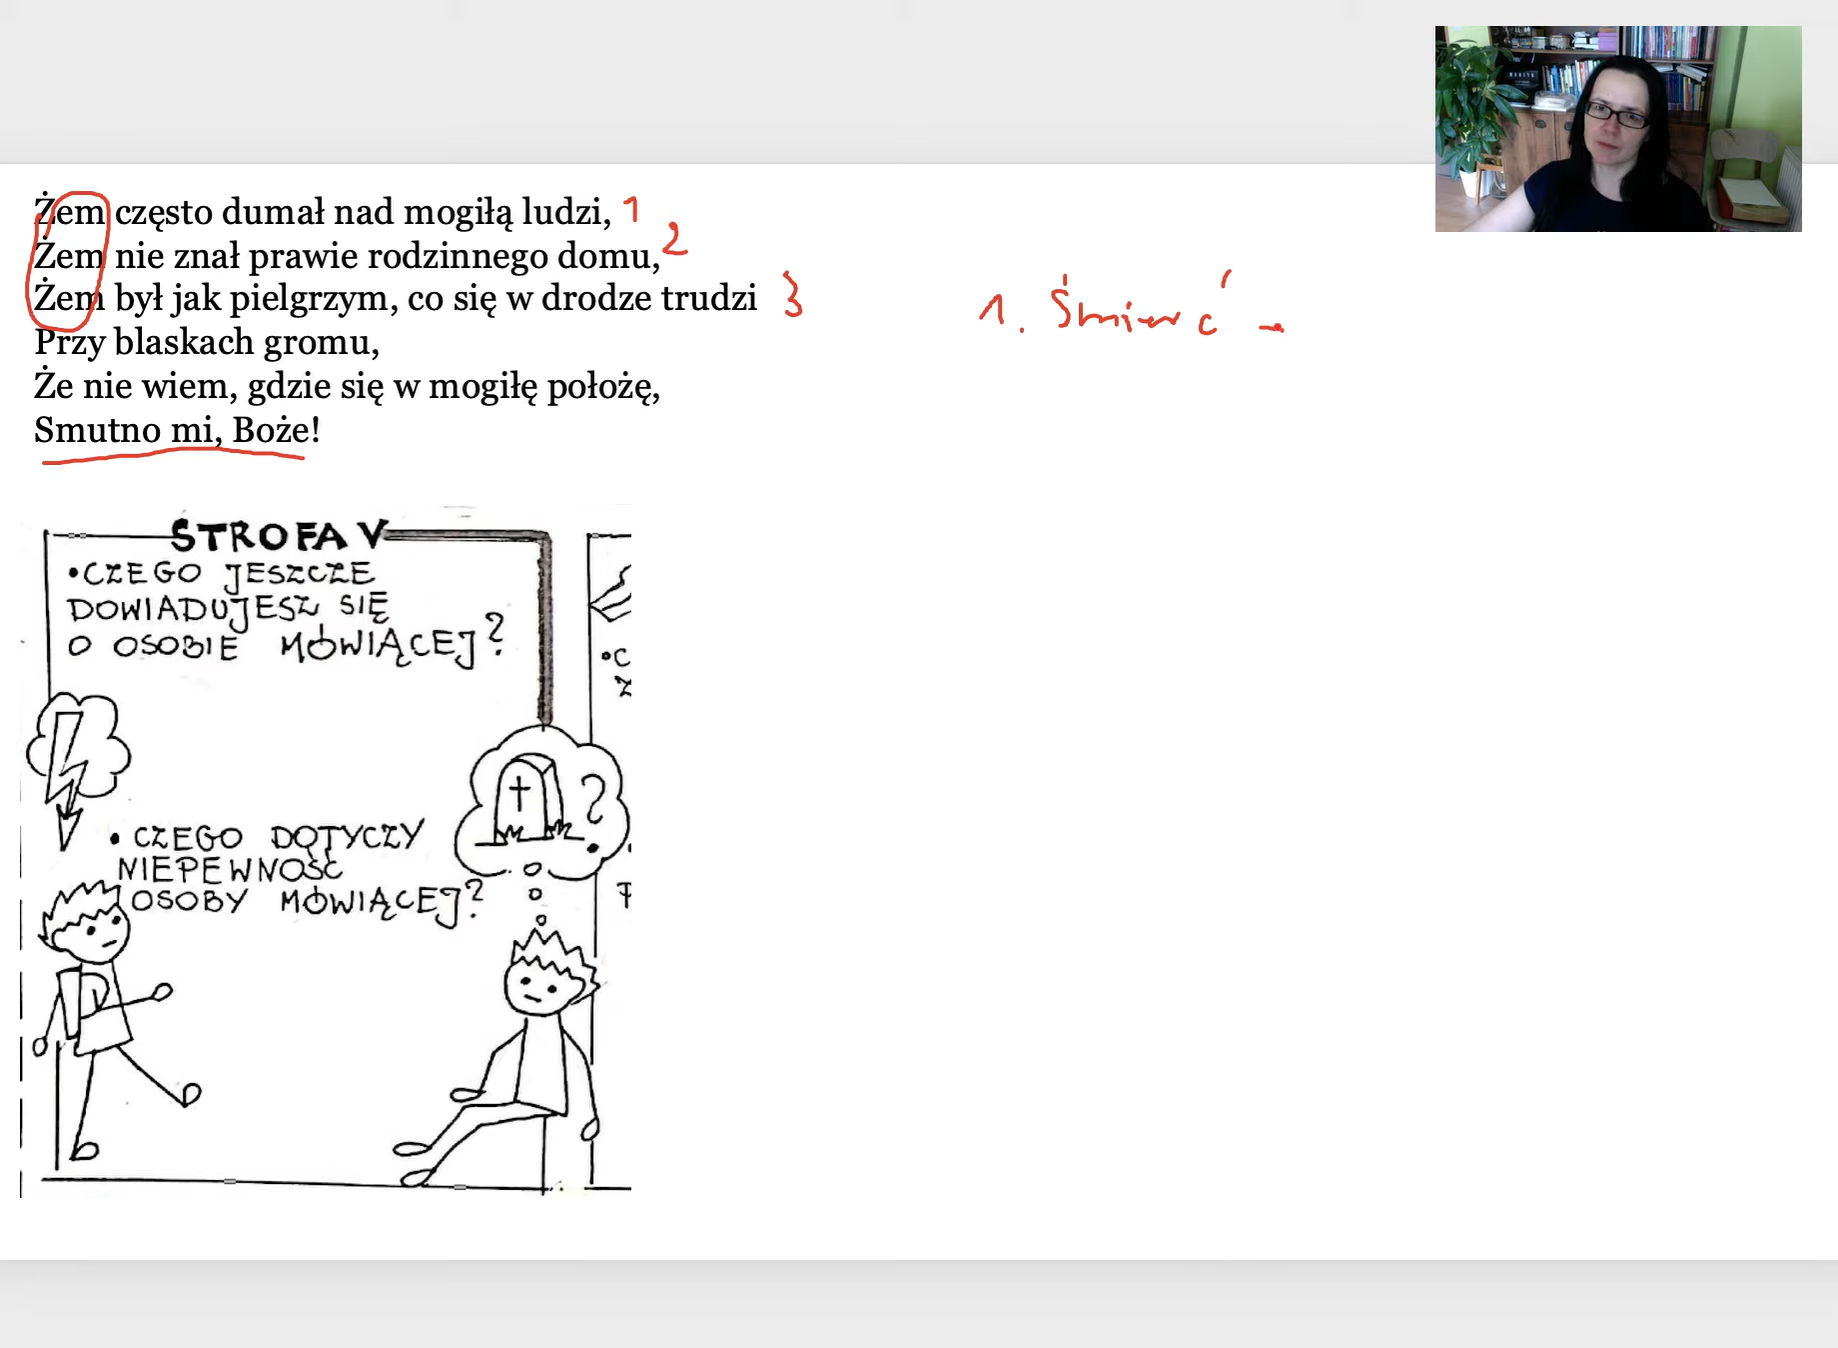 Żem często dumał nad mogiłą ludzi, 1
Żem nie znał prawie rodzinnego domu, 2
Żem był jak pielgrzym, co się w drodze trudzi 3
Przy blaskach gromu,
Że nie wiem, gdzie się w mogiłę położę,
Smutno mi, Boże!
1. Śmierć -
STROFA V
•CZEGO JESZCZE
DOWIADUJESZ SIĘ
O OSOBIE MÓWIĄCEJ?
•C
Z
?
• CZEGO DOTYCZY
NIEPEWNOŚĆ
OSOBY MÓWIĄCEJ?